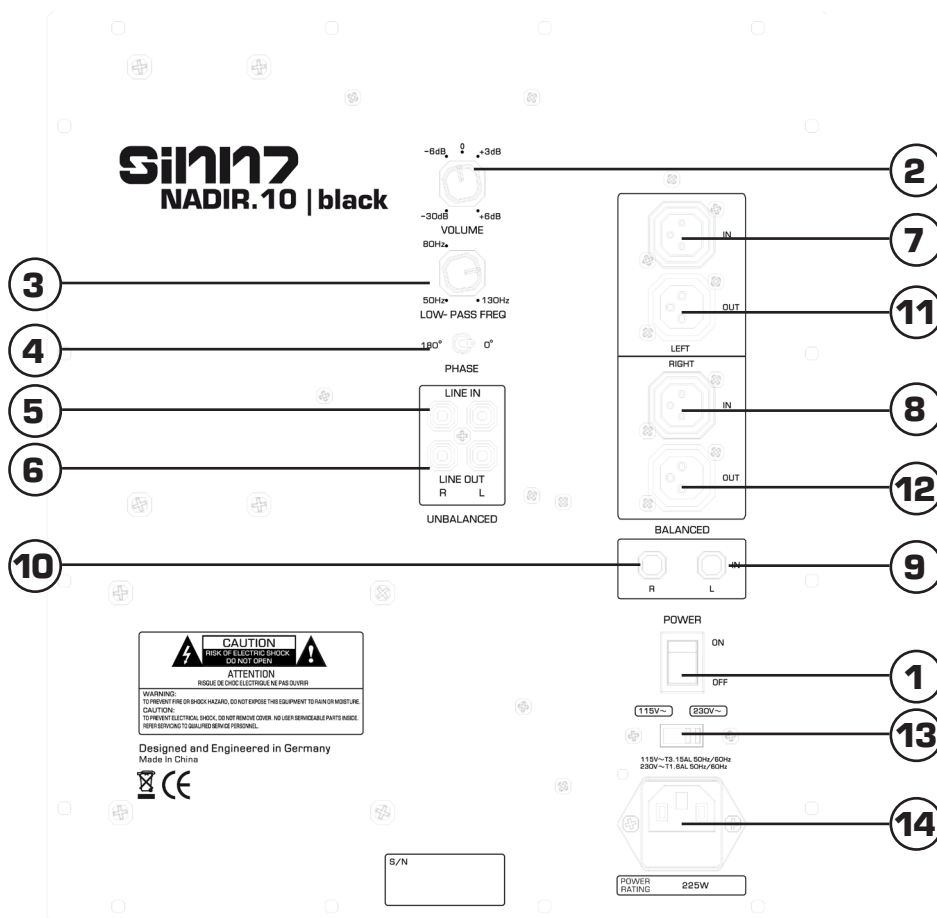 sinn7
NADIR.10 | black
-6dB 0 +3dB
-30dB +6dB
VOLUME
80Hz
50Hz 130Hz
LOW- PASS FREQ
180° 0°
PHASE
LINE IN
LINE OUT
R L
UNBALANCED
IN
OUT
LEFT
RIGHT
IN
OUT
BALANCED
IN
R L
POWER
ON
OFF
115V~ 230V~
115V~T3.15AL 50Hz/60Hz
230V~T1.6AL 50Hz/60Hz
POWER
RATING 225W
CAUTION
RISK OF ELECTRIC SHOCK
DO NOT OPEN
ATTENTION
RISQUE DE CHOC ELECTRIQUE NE PAS OUVRIR
WARNING:
TO PREVENT FIRE OR SHOCK HAZARD, DO NOT EXPOSE THIS EQUIPMENT TO RAIN OR MOISTURE.
CAUTION:
TO PREVENT ELECTRICAL SHOCK, DO NOT REMOVE COVER. NO USER SERVICEABLE PARTS INSIDE.
REFER SERVICING TO QUALIFIED SERVICE PERSONNEL.
Designed and Engineered in Germany
Made In China
CE
S/N
3
4
5
6
10
2
7
11
8
12
9
1
13
14